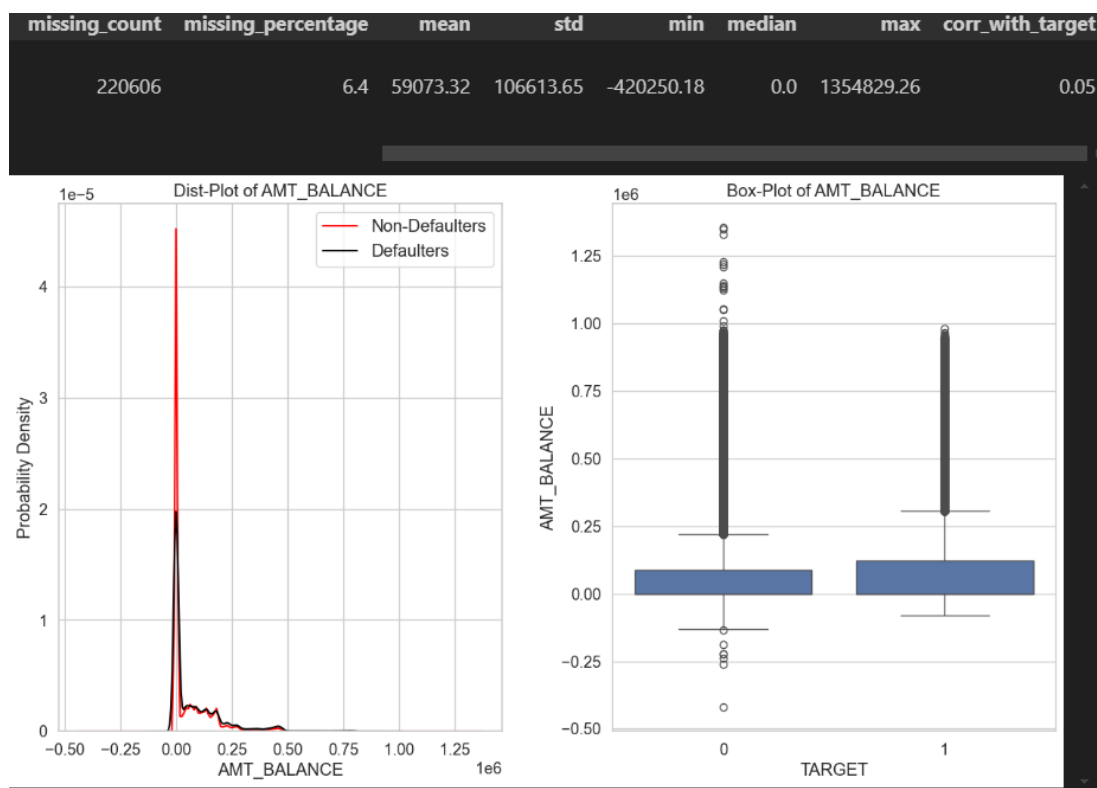 missing_count missing_percentage mean std min median max corr_with_target
220606 6.4 59073.32 106613.65 -420250.18 0.0 1354829.26 0.05
Dist-Plot of AMT_BALANCE
1e−5
Non-Defaulters
Defaulters
4
3
2
1
0
Probability Density
−0.50 −0.25 0.00 0.25 0.50 0.75 1.00 1.25
AMT_BALANCE
1e6
Box-Plot of AMT_BALANCE
1e6
1.25
1.00
0.75
0.50
0.25
0.00
−0.25
−0.50
AMT_BALANCE
0 1
TARGET